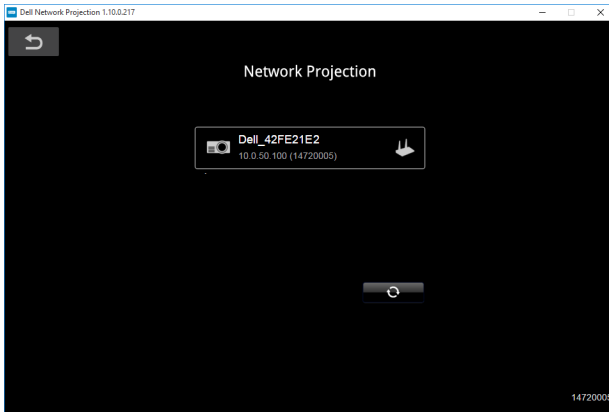 Dell Network Projection 1.10.0.217
Network Projection
Dell_42FE21E2
10.0.50.100 (14720005)
14720005